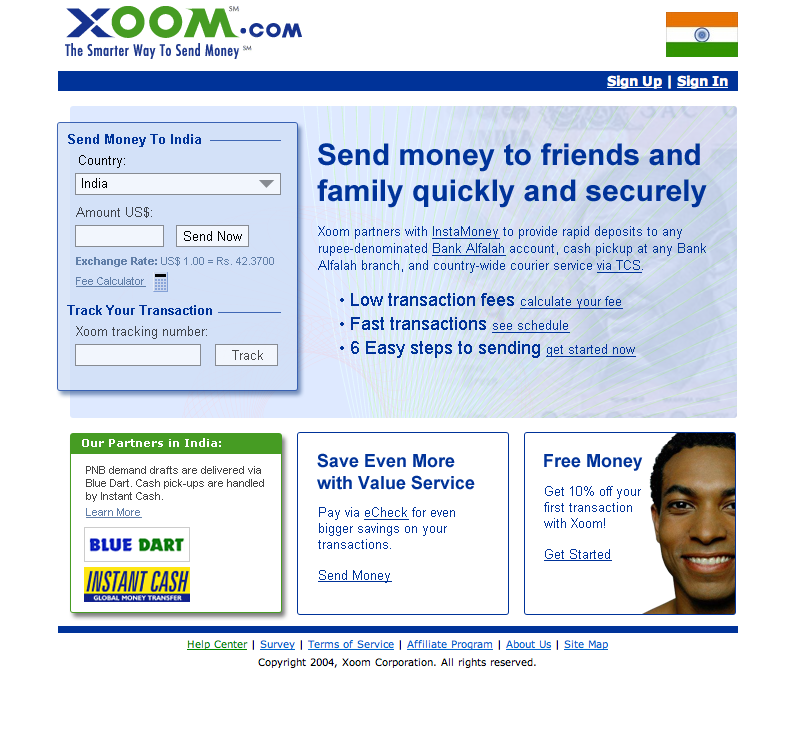 XOOM.COM SM
The Smarter Way To Send Money SM
Sign Up | Sign In
Send Money To India
Country:
India
Amount US$:
Send Now
Exchange Rate: US$ 1.00 = Rs. 42.3700
Fee Calculator
Track Your Transaction
Xoom tracking number:
Track
Send money to friends and
family quickly and securely
Xoom partners with InstaMoney to provide rapid deposits to any
rupee-denominated Bank Alfalah account, cash pickup at any Bank
Alfalah branch, and country-wide courier service via TCS.
• Low transaction fees calculate your fee
• Fast transactions see schedule
• 6 Easy steps to sending get started now
Our Partners in India:
PNB demand drafts are delivered via
Blue Dart. Cash pick-ups are handled
by Instant Cash.
Learn More
BLUE DART
INSTANT CASH
GLOBAL MONEY TRANSFER
Save Even More
with Value Service
Pay via eCheck for even
bigger savings on your
transactions.
Send Money
Free Money
Get 10% off your
first transaction
with Xoom!
Get Started
Help Center | Survey | Terms of Service | Affiliate Program | About Us | Site Map
Copyright 2004, Xoom Corporation. All rights reserved.